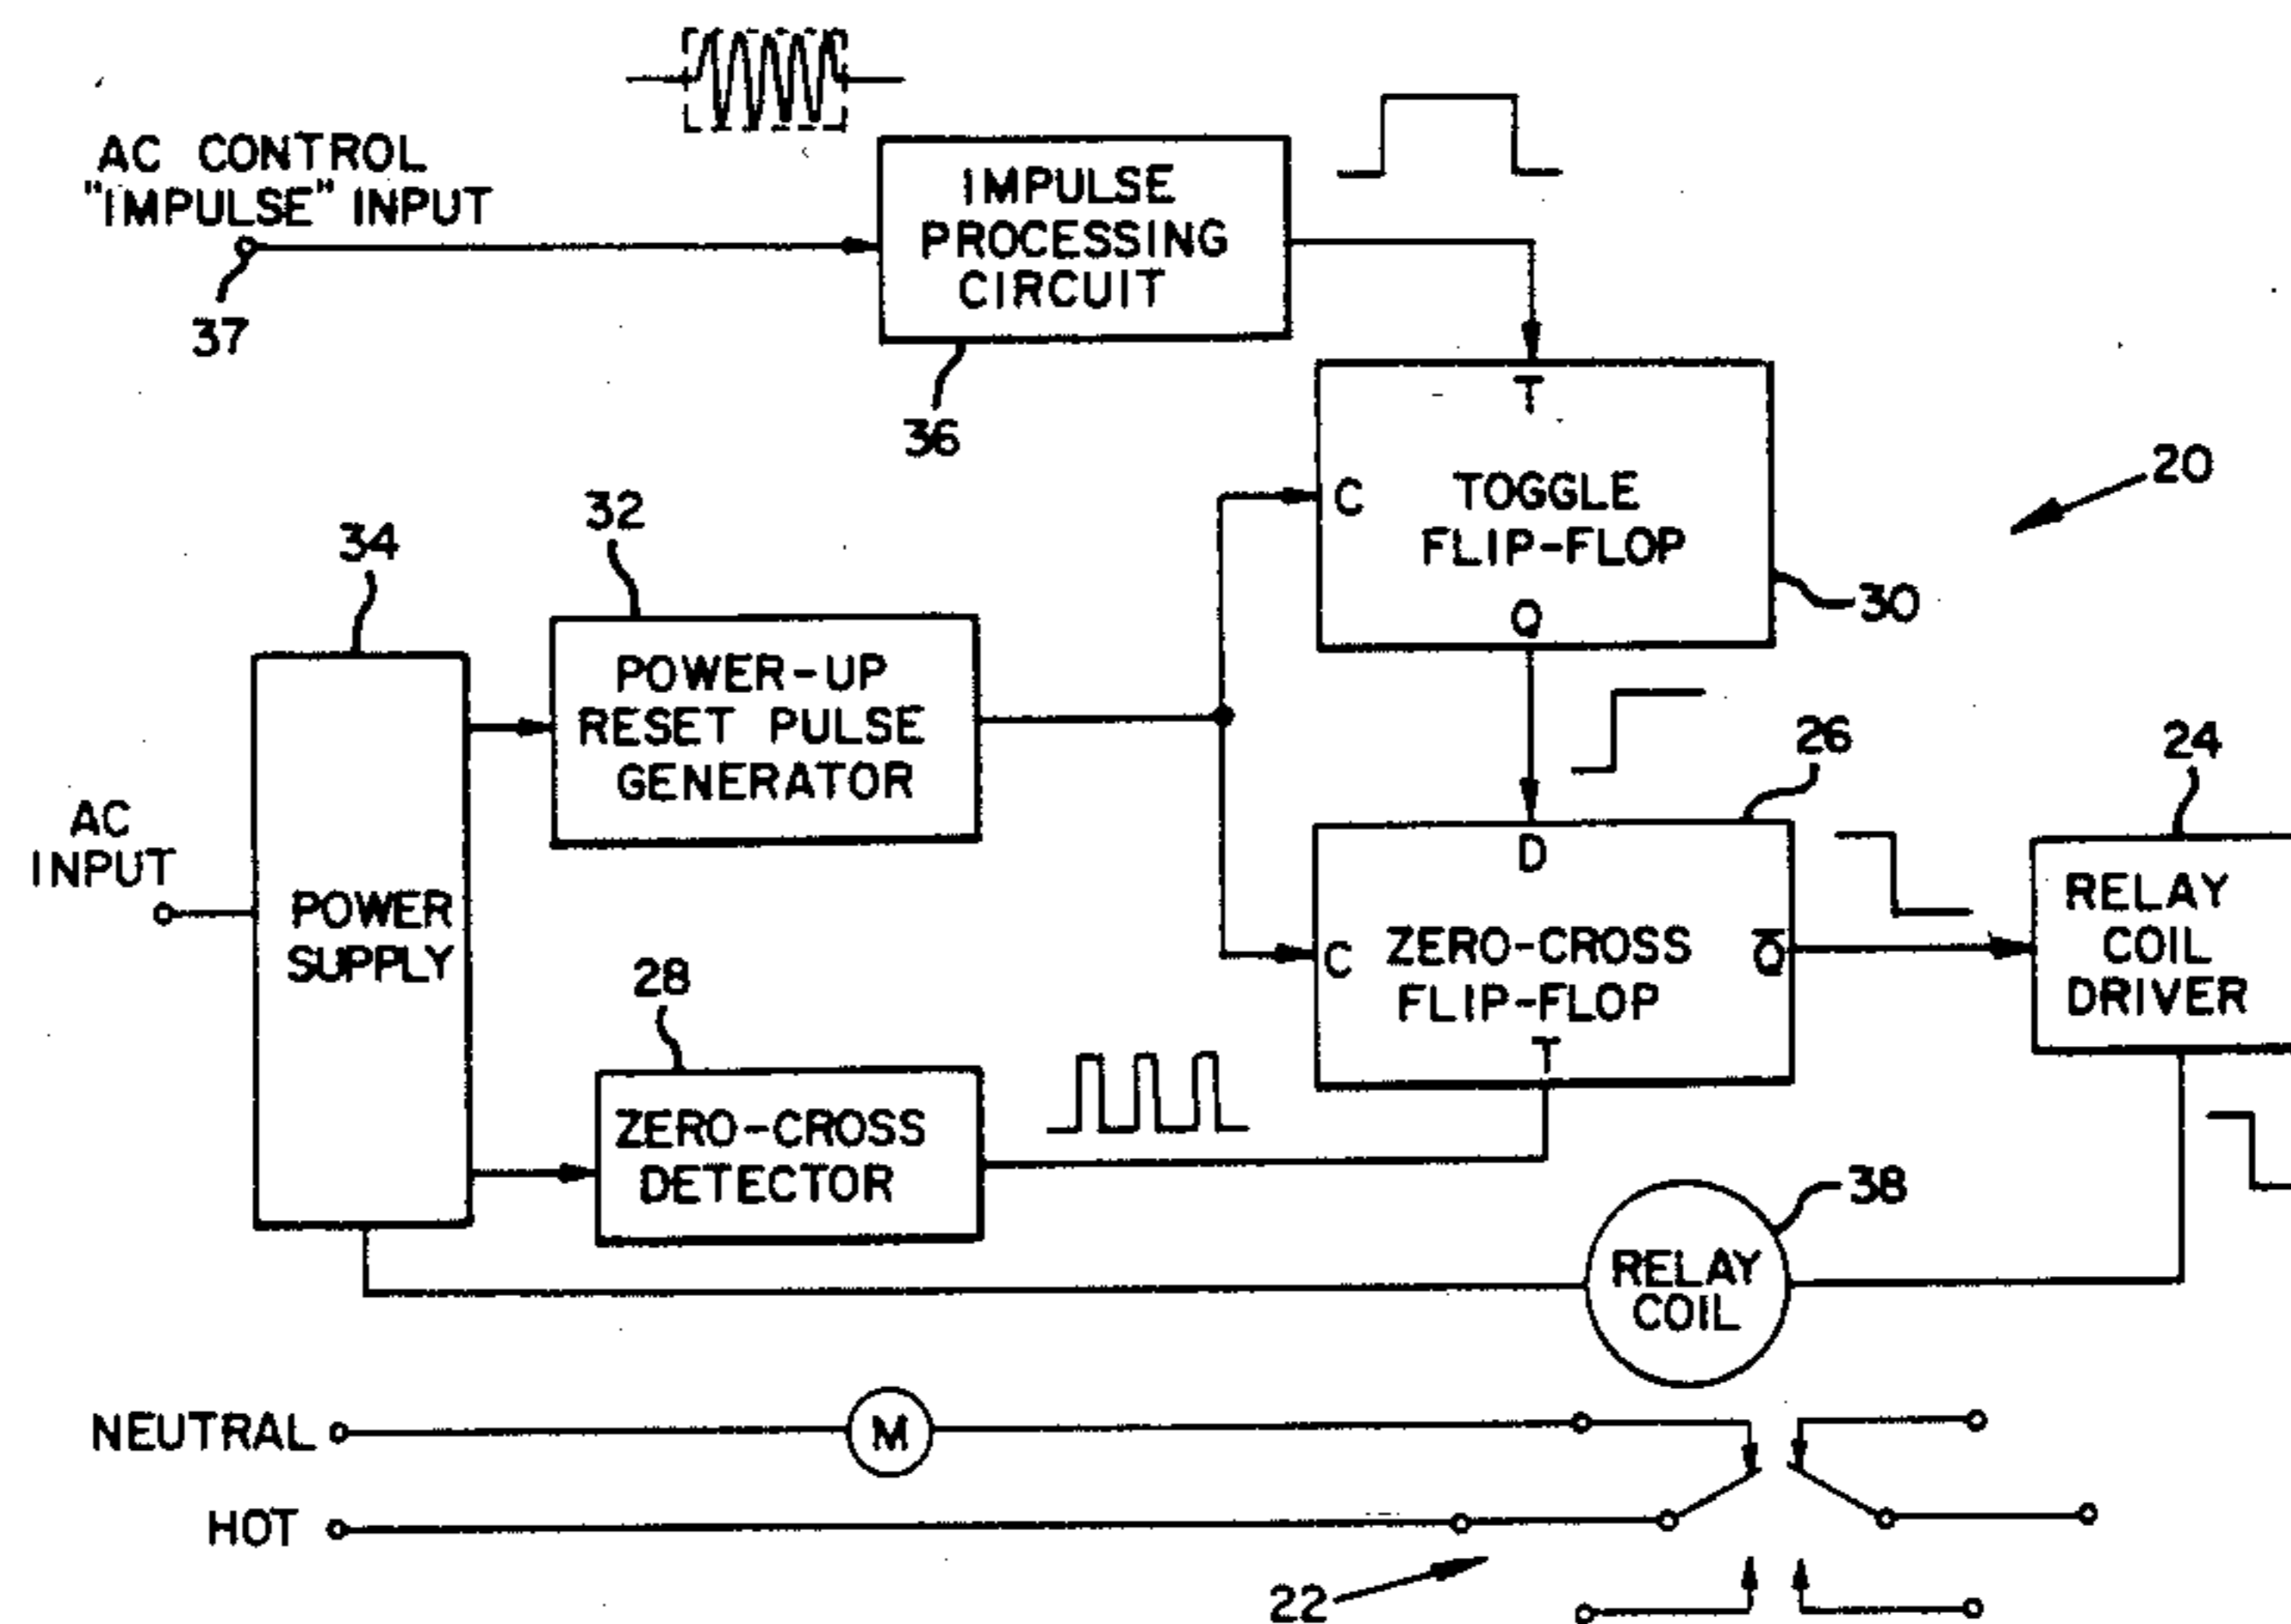 AC CONTROL
"IMPULSE" INPUT
37
IMPULSE
PROCESSING
CIRCUIT
36
T
C
TOGGLE
FLIP-FLOP
Q
30
20
34
32
POWER-UP
RESET PULSE
GENERATOR
AC
INPUT
POWER
SUPPLY
28
ZERO-CROSS
DETECTOR
26
D
C
ZERO-CROSS
FLIP-FLOP
Q̅
T
24
RELAY
COIL
DRIVER
38
RELAY
COIL
NEUTRAL
M
HOT
22